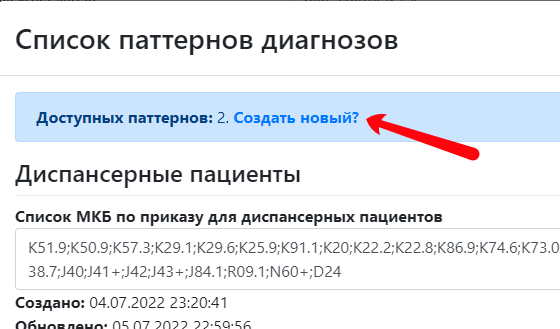 Список паттернов диагнозов
Доступных паттернов: 2. Создать новый?
Диспансерные пациенты
Список МКБ по приказу для диспансерных пациентов
K51.9;K50.9;K57.3;K29.1;K29.6;K25.9;K91.1;K20;K22.2;K22.8;K86.9;K74.6;K73.0
38.7;J40;J41+;J42;J43+;J84.1;R09.1;N60+;D24
Создано: 04.07.2022 23:20:41
Обновлено: 05.07.2022 22:59:56